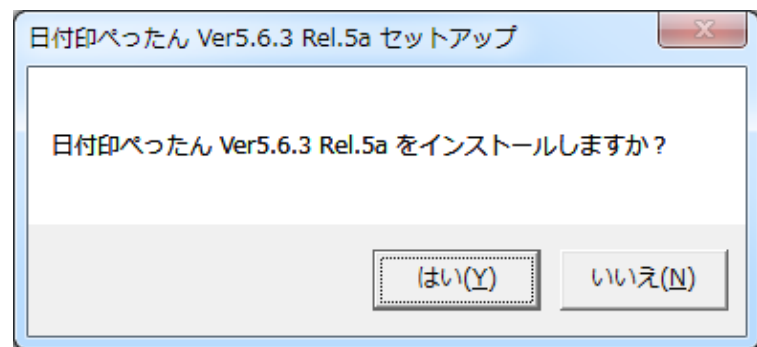 日付印ぺったん Ver5.6.3 Rel.5a セットアップ
日付印ぺったん Ver5.6.3 Rel.5a をインストールしますか？
はい(Y) いいえ(N)